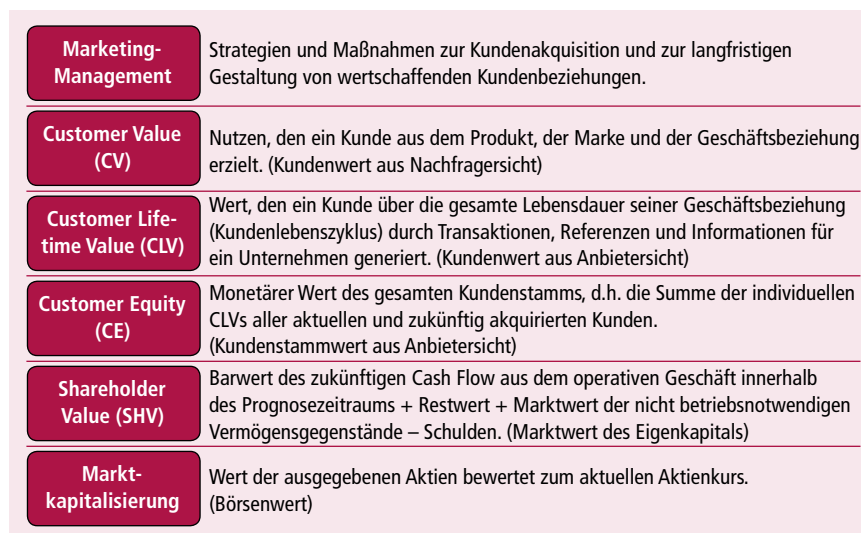 Marketing-
Management
Strategien und Maßnahmen zur Kundenakquisition und zur langfristigen
Gestaltung von wertschaffenden Kundenbeziehungen.
Customer Value
(CV)
Nutzen, den ein Kunde aus dem Produkt, der Marke und der Geschäftsbeziehung
erzielt. (Kundenwert aus Nachfragersicht)
Customer Life-
time Value (CLV)
Wert, den ein Kunde über die gesamte Lebensdauer seiner Geschäftsbeziehung
(Kundenlebenszyklus) durch Transaktionen, Referenzen und Informationen für
ein Unternehmen generiert. (Kundenwert aus Anbietersicht)
Customer Equity
(CE)
Monetärer Wert des gesamten Kundenstamms, d.h. die Summe der individuellen
CLVs aller aktuellen und zukünftig akquirierten Kunden.
(Kundenstammwert aus Anbietersicht)
Shareholder
Value (SHV)
Barwert des zukünftigen Cash Flow aus dem operativen Geschäft innerhalb
des Prognosezeitraums + Restwert + Marktwert der nicht betriebsnotwendigen
Vermögensgegenstände – Schulden. (Marktwert des Eigenkapitals)
Markt-
kapitalisierung
Wert der ausgegebenen Aktien bewertet zum aktuellen Aktienkurs.
(Börsenwert)